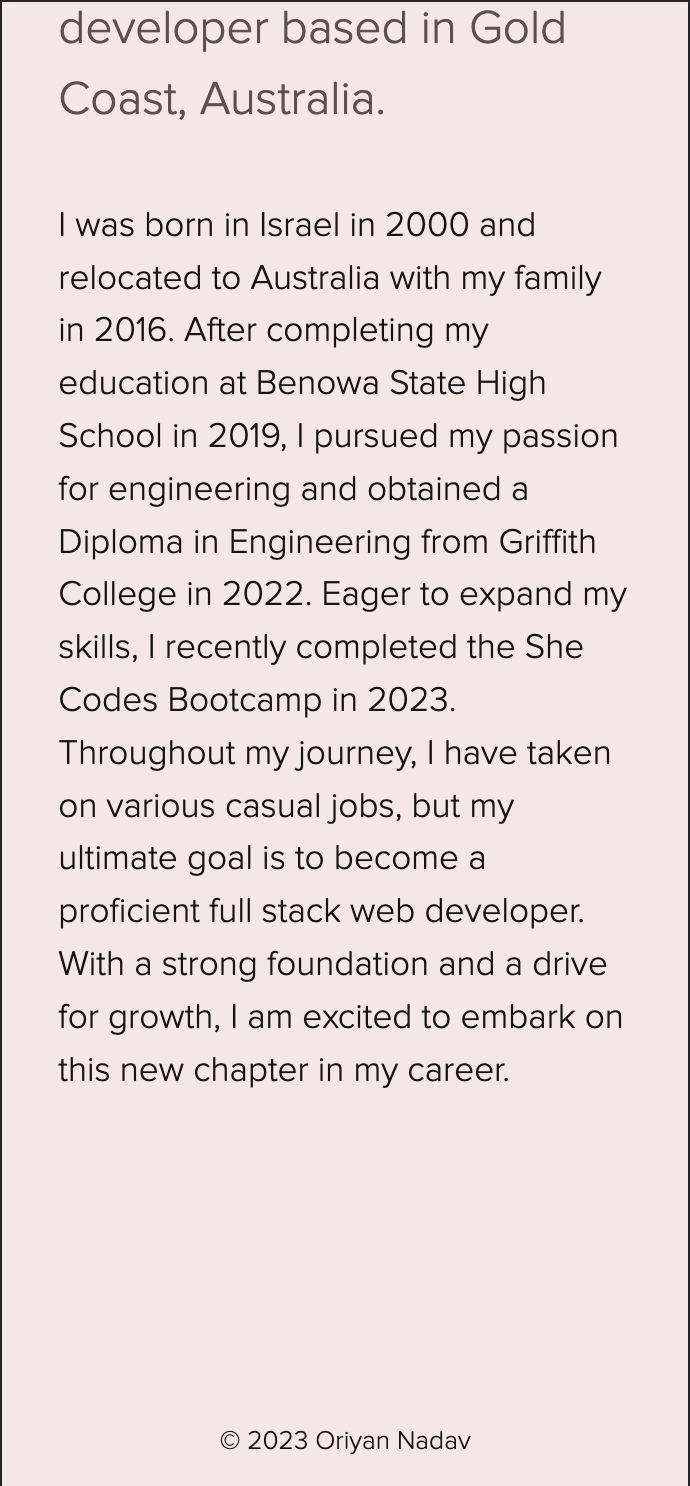 developer based in Gold
Coast, Australia.
I was born in Israel in 2000 and
relocated to Australia with my family
in 2016. After completing my
education at Benowa State High
School in 2019, I pursued my passion
for engineering and obtained a
Diploma in Engineering from Griffith
College in 2022. Eager to expand my
skills, I recently completed the She
Codes Bootcamp in 2023.
Throughout my journey, I have taken
on various casual jobs, but my
ultimate goal is to become a
proficient full stack web developer.
With a strong foundation and a drive
for growth, I am excited to embark on
this new chapter in my career.
© 2023 Oriyan Nadav